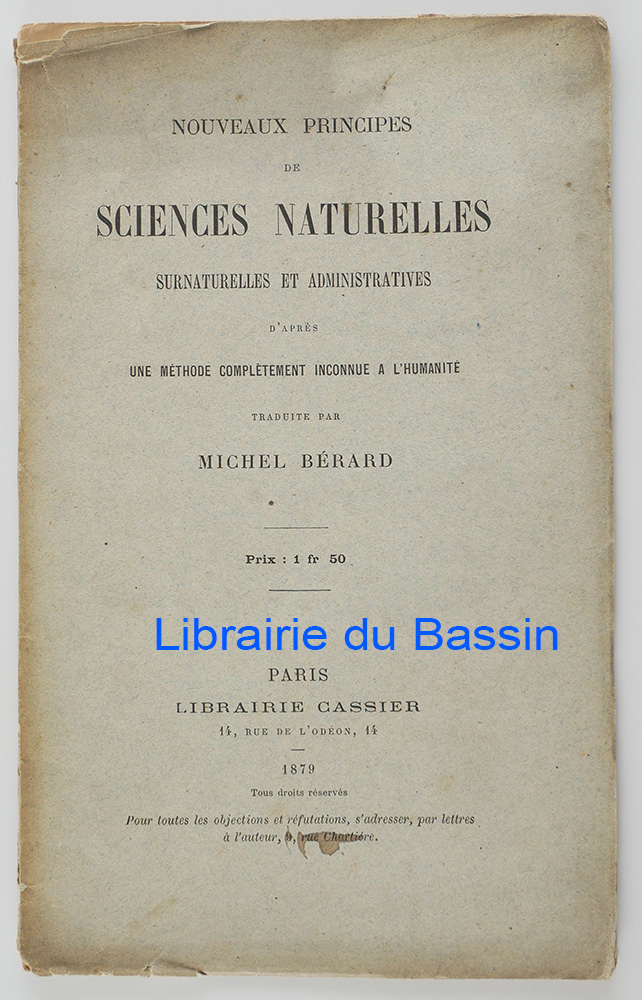 NOUVEAUX PRINCIPES
DE
SCIENCES NATURELLES
SURNATURELLES ET ADMINISTRATIVES
D'APRÈS
UNE MÉTHODE COMPLÈTEMENT INCONNUE A L'HUMANITÉ
TRADUITE PAR
MICHEL BÉRARD
Prix : 1 fr 50
Librairie du Bassin
PARIS
LIBRAIRIE CASSIER
14, RUE DE L'ODÉON, 14
1879
Tous droits réservés
Pour toutes les objections et réfutations, s'adresser, par lettres
à l'auteur, rue Chartière.